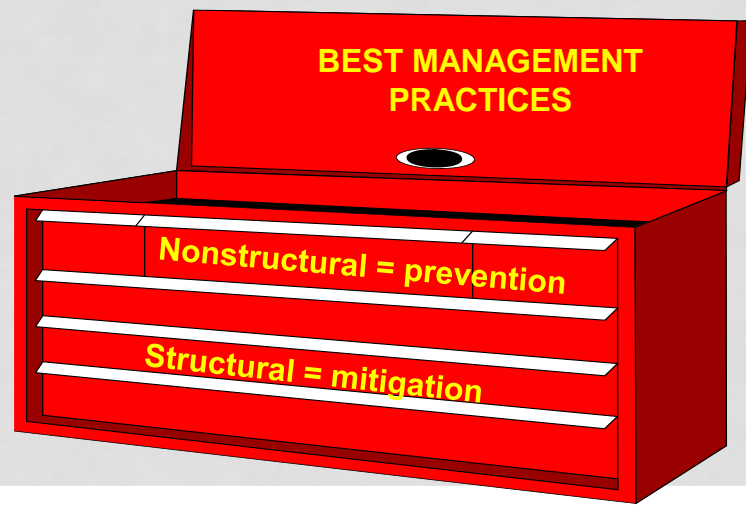 BEST MANAGEMENT
PRACTICES
Nonstructural = prevention
Structural = mitigation